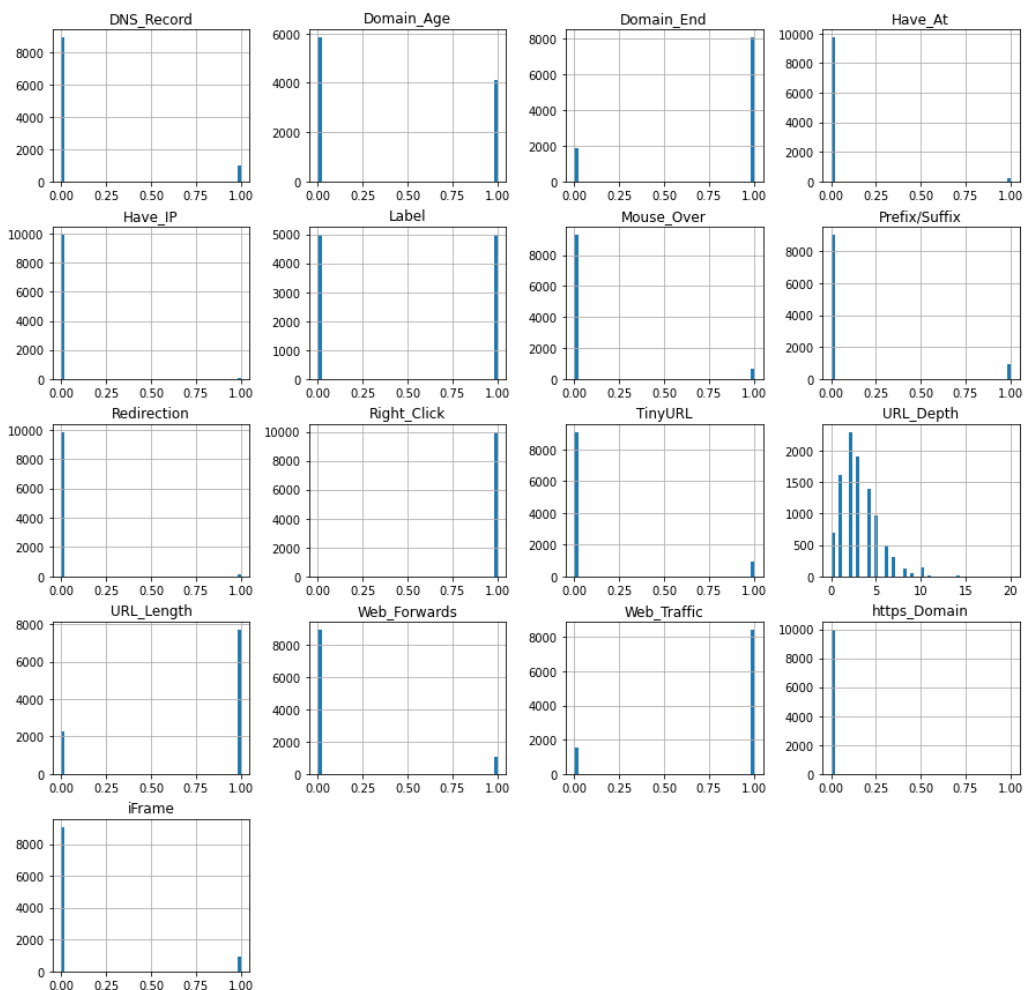 DNS_Record Domain_Age Domain_End Have_At
8000 6000 8000 10000
6000 4000 6000 8000
4000 2000 4000 6000
2000 0 2000 4000
0 0 2000
0
0.00 0.25 0.50 0.75 1.00 0.00 0.25 0.50 0.75 1.00 0.00 0.25 0.50 0.75 1.00 0.00 0.25 0.50 0.75 1.00
Have_IP Label Mouse_Over Prefix/Suffix
10000 5000 8000 8000
8000 4000 6000 6000
6000 3000 4000 4000
4000 2000 2000 2000
2000 1000 0 0
0 0
0.00 0.25 0.50 0.75 1.00 0.00 0.25 0.50 0.75 1.00 0.00 0.25 0.50 0.75 1.00 0.00 0.25 0.50 0.75 1.00
Redirection Right_Click TinyURL URL_Depth
10000 10000 8000 2000
8000 8000 6000 1500
6000 6000 4000 1000
4000 4000 2000 500
2000 2000 0 0
0 0
0.00 0.25 0.50 0.75 1.00 0.00 0.25 0.50 0.75 1.00 0.00 0.25 0.50 0.75 1.00 0 5 10 15 20
URL_Length Web_Forwards Web_Traffic https_Domain
8000 8000 8000 10000
6000 6000 6000 8000
4000 4000 4000 6000
2000 2000 2000 4000
0 0 0 2000
0
0.00 0.25 0.50 0.75 1.00 0.00 0.25 0.50 0.75 1.00 0.00 0.25 0.50 0.75 1.00 0.00 0.25 0.50 0.75 1.00
iFrame
8000
6000
4000
2000
0
0.00 0.25 0.50 0.75 1.00